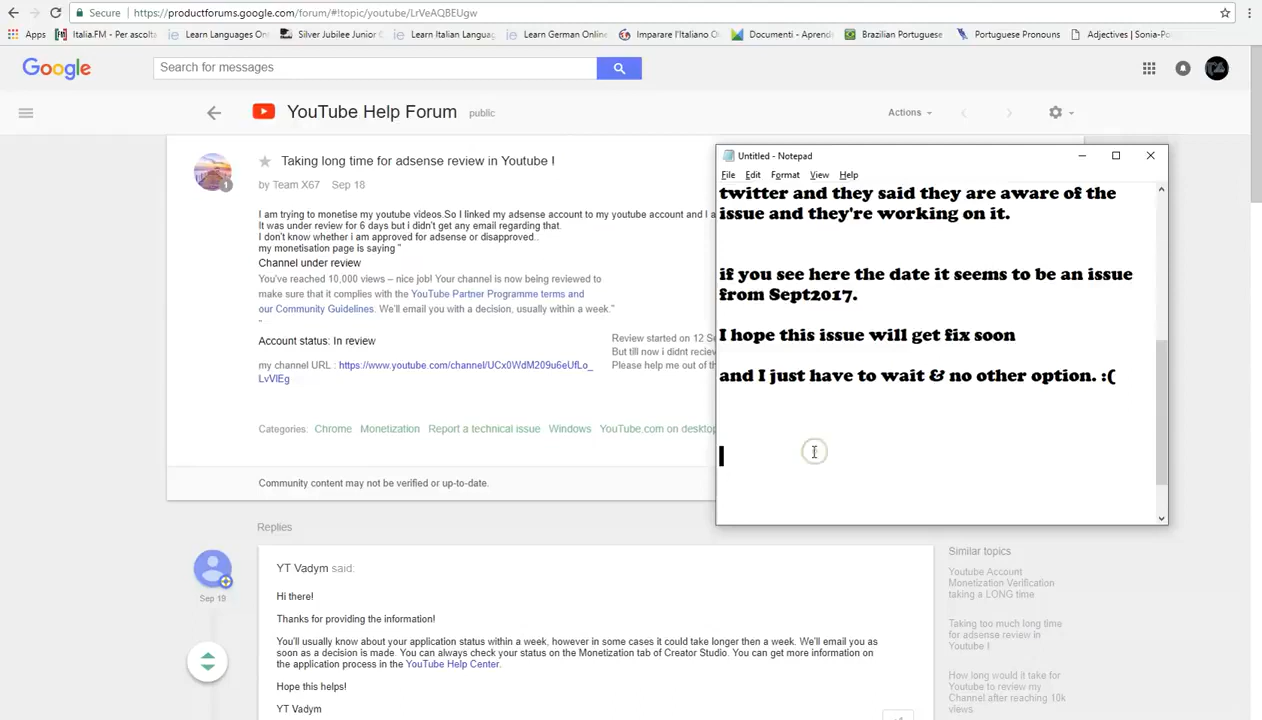 Secure https://productforums.google.com/forum/#!topic/youtube/LrVeAQBEUgw
Apps Italia.FM - Per ascolta Learn Languages On Silver Jubilee Junior Learn Italian Languag Learn German Online Imparare l'Italiano O Documenti - Aprend Brazilian Portuguese Portuguese Pronouns Adjectives | Sonia-Po
Google Search for messages
YouTube Help Forum public Actions
Taking long time for adsense review in Youtube !
1
by Team X67 Sep 18
I am trying to monetise my youtube videos.So I linked my adsense account to my youtube account and I a
It was under review for 6 days but i didn't get any email regarding that.
I don't know whether i am approved for adsense or disapproved..
my monetisation page is saying "
Channel under review
You've reached 10,000 views – nice job! Your channel is now being reviewed to
make sure that it complies with the YouTube Partner Programme terms and
our Community Guidelines. We'll email you with a decision, usually within a week."
"
Account status: In review
Review started on 12 Se
But till now i didnt reciev
Please help me out of th
my channel URL : https://www.youtube.com/channel/UCx0WdM209u6eUfLo_
LvVlEg
Categories: Chrome Monetization Report a technical issue Windows YouTube.com on desktop
Community content may not be verified or up-to-date.
Untitled - Notepad
File Edit Format View Help
twitter and they said they are aware of the
issue and they're working on it.
if you see here the date it seems to be an issue
from Sept2017.
I hope this issue will get fix soon
and I just have to wait & no other option. :(
Replies
YT Vadym said:
Sep 19
Hi there!
Thanks for providing the information!
You'll usually know about your application status within a week, however in some cases it could take longer then a week. We'll email you as
soon as a decision is made. You can always check your status on the Monetization tab of Creator Studio. You can get more information on
the application process in the YouTube Help Center.
Hope this helps!
YT Vadym
Similar topics
Youtube Account
Monetization Verification
taking a LONG time
Taking too much long time
for adsense review in
Youtube !
How long would it take for
Youtube to review my
Channel after reaching 10k
views